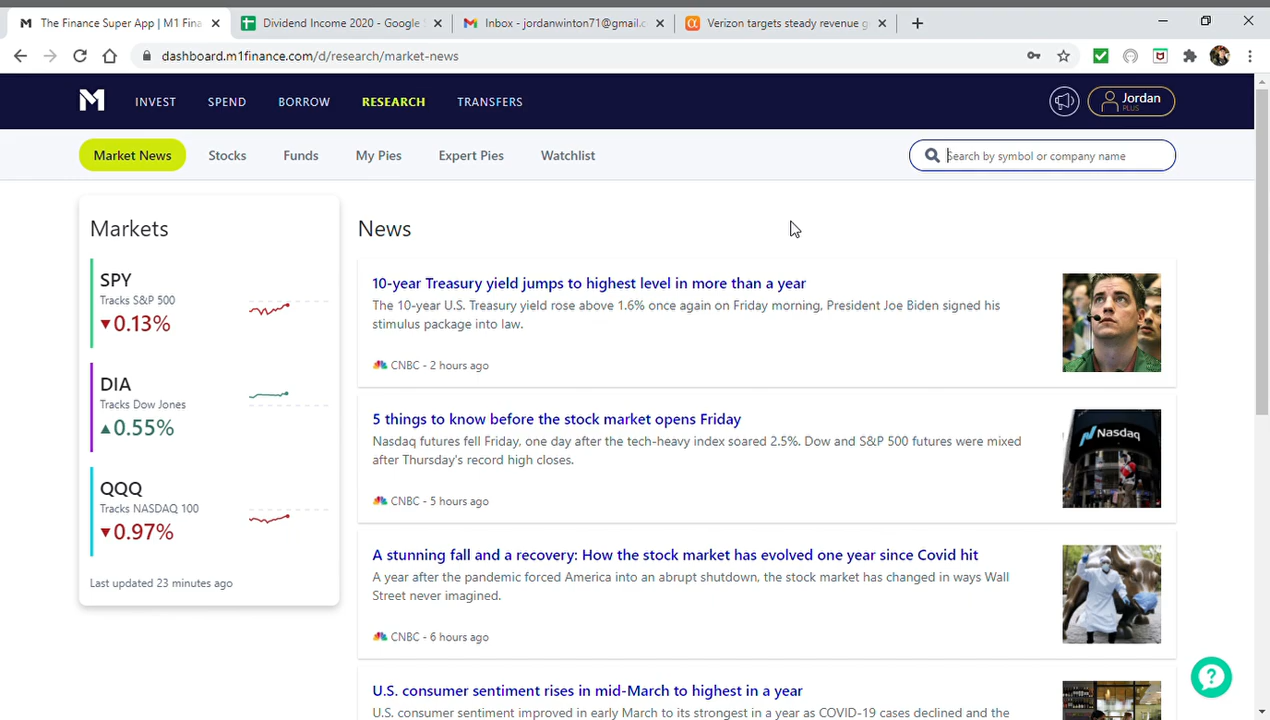 The Finance Super App | M1 Fina
Dividend Income 2020 - Google S
Inbox - jordanwinton71@gmail.c
Verizon targets steady revenue g
dashboard.m1finance.com/d/research/market-news
INVEST
SPEND
BORROW
RESEARCH
TRANSFERS
Jordan
PLUS
Market News
Stocks
Funds
My Pies
Expert Pies
Watchlist
Search by symbol or company name
Markets
SPY
Tracks S&P 500
▼0.13%
DIA
Tracks Dow Jones
▲0.55%
QQQ
Tracks NASDAQ 100
▼0.97%
Last updated 23 minutes ago
News
10-year Treasury yield jumps to highest level in more than a year
The 10-year U.S. Treasury yield rose above 1.6% once again on Friday morning, President Joe Biden signed his
stimulus package into law.
CNBC - 2 hours ago
5 things to know before the stock market opens Friday
Nasdaq futures fell Friday, one day after the tech-heavy index soared 2.5%. Dow and S&P 500 futures were mixed
after Thursday's record high closes.
CNBC - 5 hours ago
Nasdaq
A stunning fall and a recovery: How the stock market has evolved one year since Covid hit
A year after the pandemic forced America into an abrupt shutdown, the stock market has changed in ways Wall
Street never imagined.
CNBC - 6 hours ago
U.S. consumer sentiment rises in mid-March to highest in a year
U.S. consumer sentiment improved in early March to its strongest in a year as COVID-19 cases declined and the